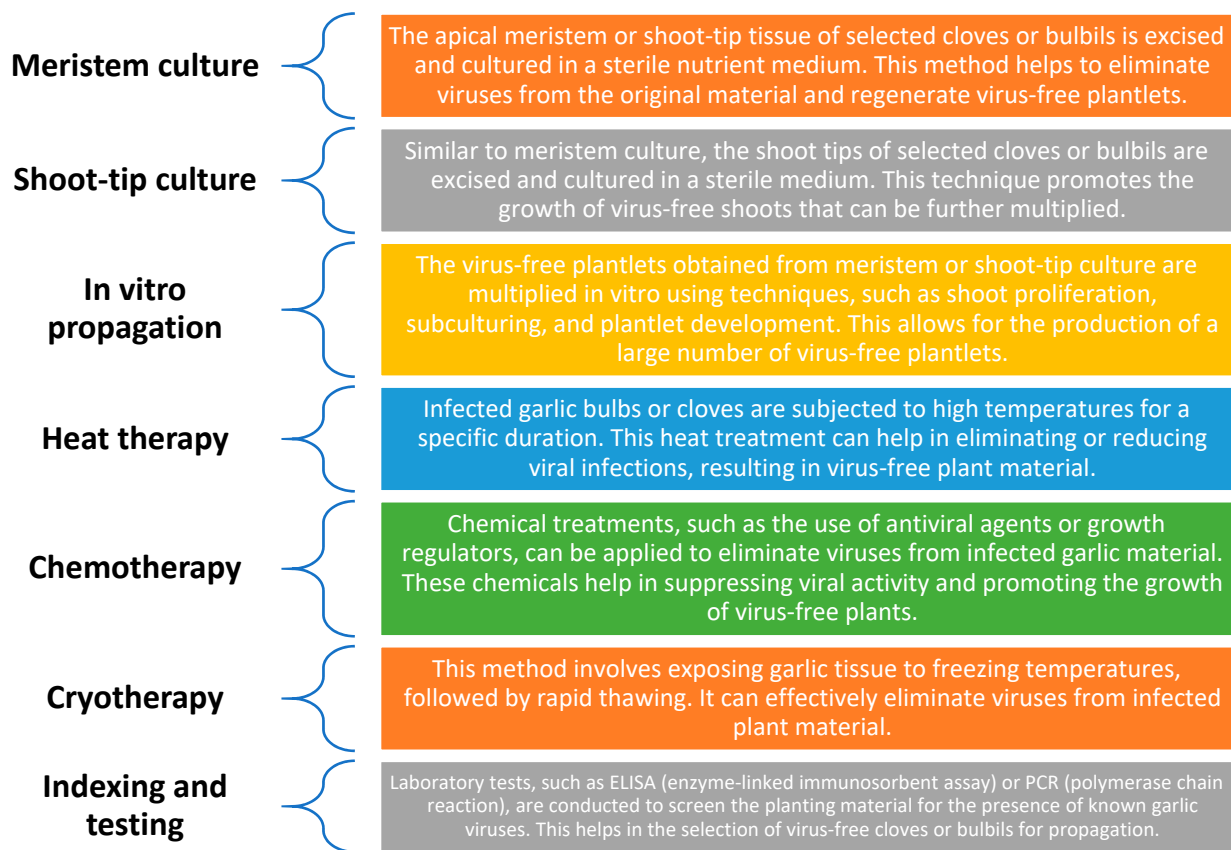 Meristem culture
The apical meristem or shoot-tip tissue of selected cloves or bulbils is excised
and cultured in a sterile nutrient medium. This method helps to eliminate
viruses from the original material and regenerate virus-free plantlets.
Shoot-tip culture
Similar to meristem culture, the shoot tips of selected cloves or bulbils are
excised and cultured in a sterile medium. This technique promotes the
growth of virus-free shoots that can be further multiplied.
In vitro
propagation
The virus-free plantlets obtained from meristem or shoot-tip culture are
multiplied in vitro using techniques, such as shoot proliferation,
subculturing, and plantlet development. This allows for the production of a
large number of virus-free plantlets.
Heat therapy
Infected garlic bulbs or cloves are subjected to high temperatures for a
specific duration. This heat treatment can help in eliminating or reducing
viral infections, resulting in virus-free plant material.
Chemotherapy
Chemical treatments, such as the use of antiviral agents or growth
regulators, can be applied to eliminate viruses from infected garlic material.
These chemicals help in suppressing viral activity and promoting the growth
of virus-free plants.
Cryotherapy
This method involves exposing garlic tissue to freezing temperatures,
followed by rapid thawing. It can effectively eliminate viruses from infected
plant material.
Indexing and
testing
Laboratory tests, such as ELISA (enzyme-linked immunosorbent assay) or PCR (polymerase chain
reaction), are conducted to screen the planting material for the presence of known garlic
viruses. This helps in the selection of virus-free cloves or bulbils for propagation.